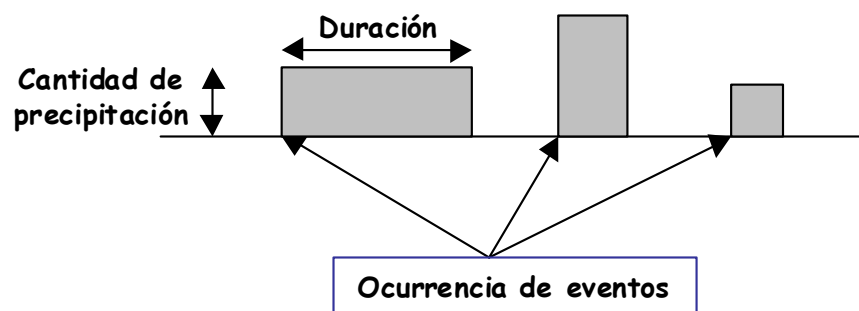 Duración
Cantidad de
precipitación
Ocurrencia de eventos